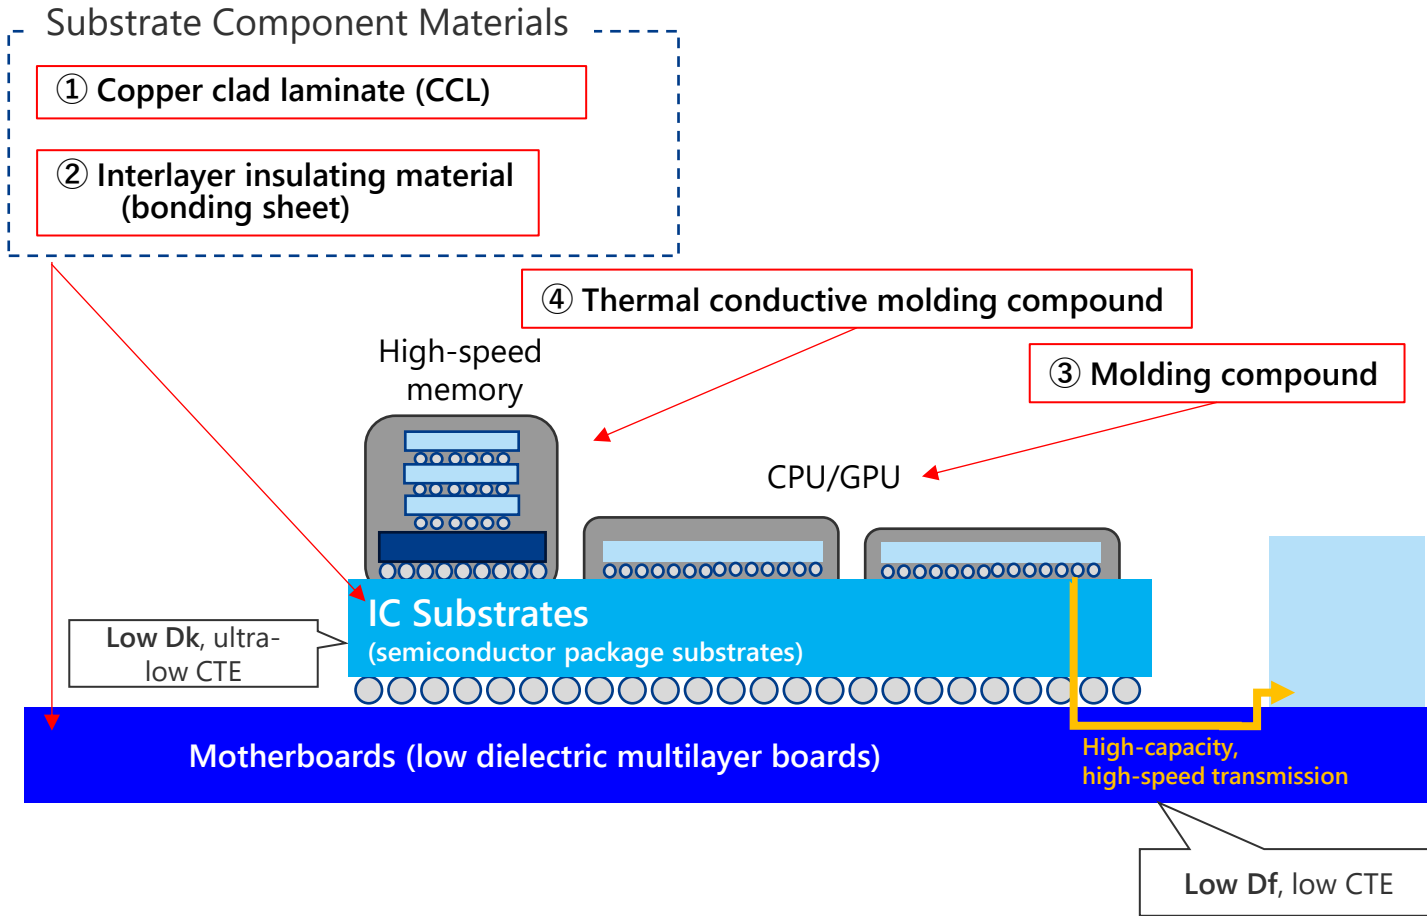 Substrate Component Materials
① Copper clad laminate (CCL)
② Interlayer insulating material
(bonding sheet)
④ Thermal conductive molding compound
High-speed
memory
③ Molding compound
CPU/GPU
IC Substrates
(semiconductor package substrates)
Low Dk, ultra-
low CTE
Motherboards (low dielectric multilayer boards)
High-capacity,
high-speed transmission
Low Df, low CTE